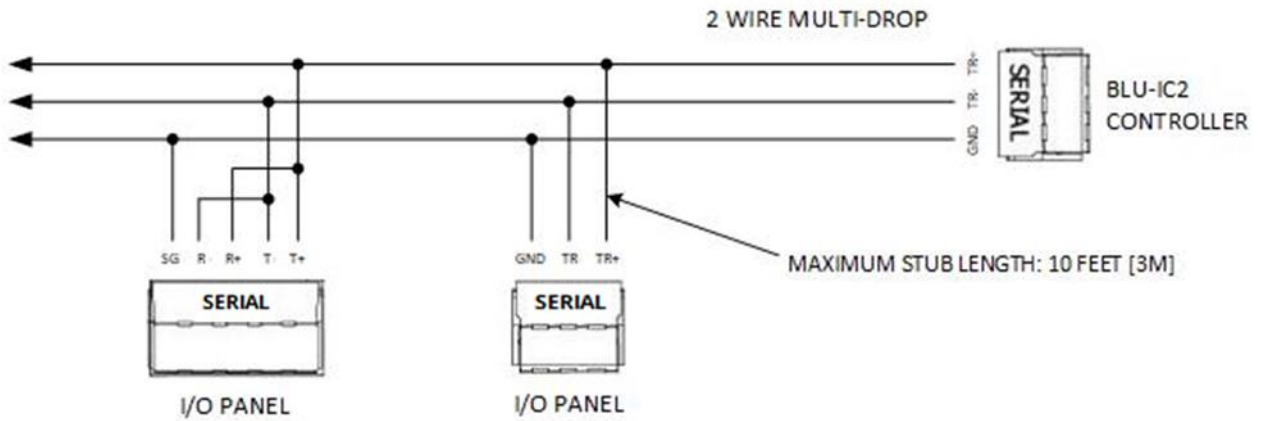 2 WIRE MULTI-DROP
TR+
TR-
GND
SERIAL
BLU-IC2
CONTROLLER
SG R- R+ T- T+
GND TR TR+
MAXIMUM STUB LENGTH: 10 FEET [3M]
SERIAL
SERIAL
I/O PANEL
I/O PANEL